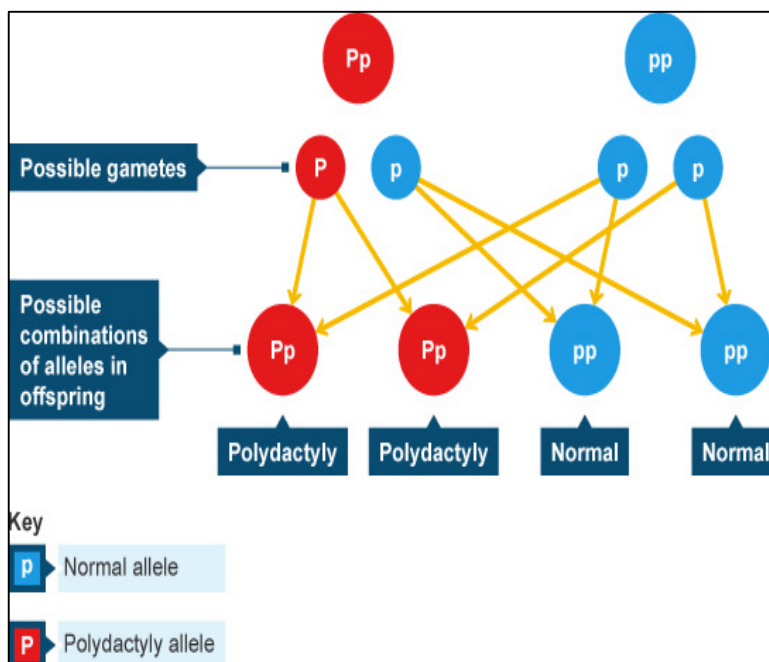 Pp pp
Possible gametes P p p p
Possible
combinations
of alleles in
offspring
Pp Pp pp pp
Polydactyly Polydactyly Normal Normal
Key
p Normal allele
P Polydactyly allele